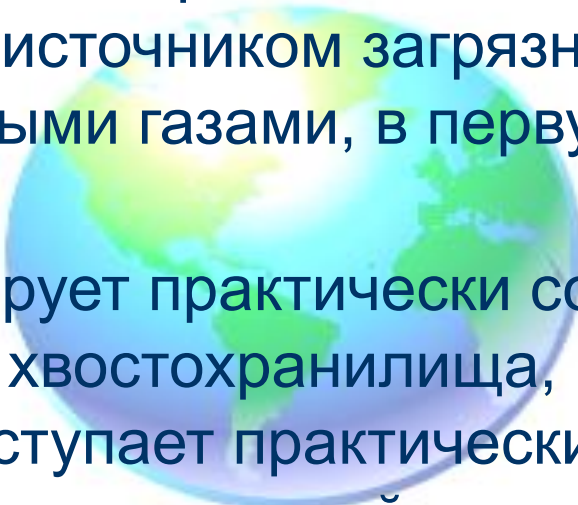 источником загрязн
ыми газами, в перву
рует практически со
хвостохранилища,
ступает практически